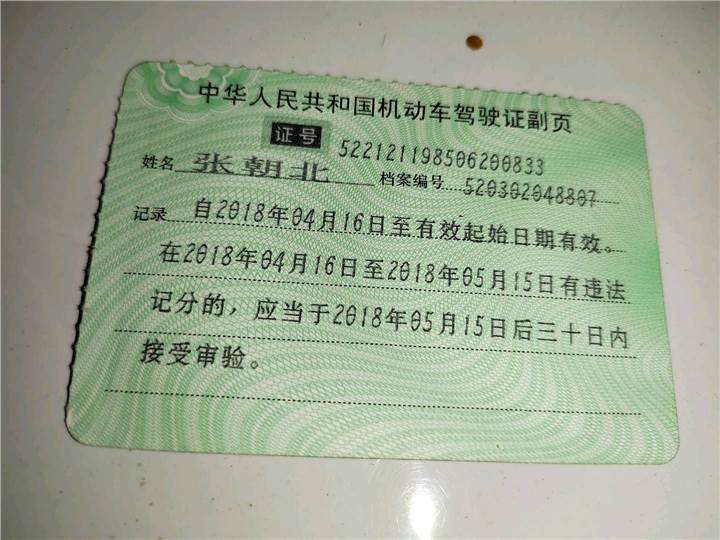 中华人民共和国机动车驾驶证副页
证号 522121198506200833
姓名 张朝北 档案编号 520302048807
记录 自2018年04月16日至有效起始日期有效。
在2018年04月16日至2018年05月15日有违法
记分的，应当于2018年05月15日后三十日内
接受审验。